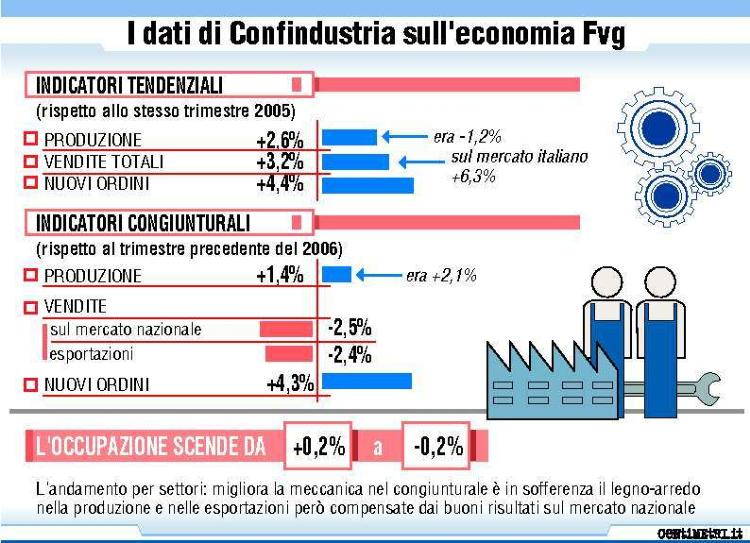 I dati di Confindustria sull'economia Fvg
INDICATORI TENDENZIALI
(rispetto allo stesso trimestre 2005)
PRODUZIONE +2,6% era -1,2%
VENDITE TOTALI +3,2% sul mercato italiano
+6,3%
NUOVI ORDINI +4,4%
INDICATORI CONGIUNTURALI
(rispetto al trimestre precedente del 2006)
PRODUZIONE +1,4% era +2,1%
VENDITE
sul mercato nazionale -2,5%
esportazioni -2,4%
NUOVI ORDINI +4,3%
L'OCCUPAZIONE SCENDE DA +0,2% a -0,2%
L'andamento per settori: migliora la meccanica nel congiunturale è in sofferenza il legno-arredo
nella produzione e nelle esportazioni però compensate dai buoni risultati sul mercato nazionale
CENTIMETRI.it